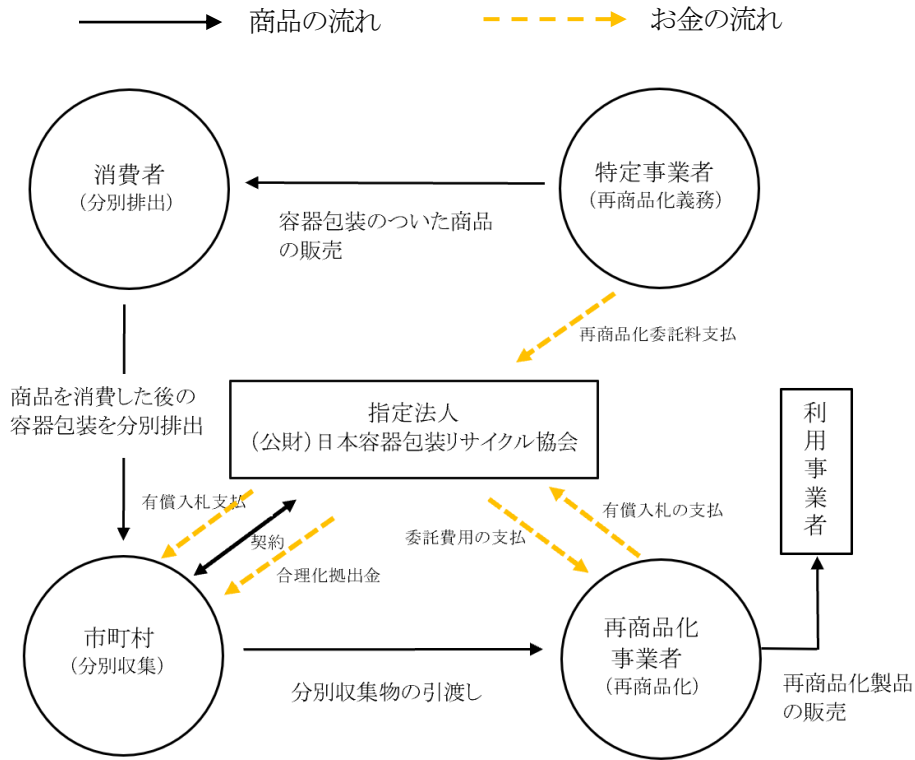 商品の流れ
お金の流れ
消費者
(分別排出)
特定事業者
(再商品化義務)
容器包装のついた商品
の販売
再商品化委託料支払
商品を消費した後の
容器包装を分別排出
指定法人
(公財)日本容器包装リサイクル協会
利用事業者
有償入札支払
契約
合理化拠出金
委託費用の支払
有償入札の支払
市町村
(分別収集)
分別収集物の引渡し
再商品化
事業者
(再商品化)
再商品化製品
の販売